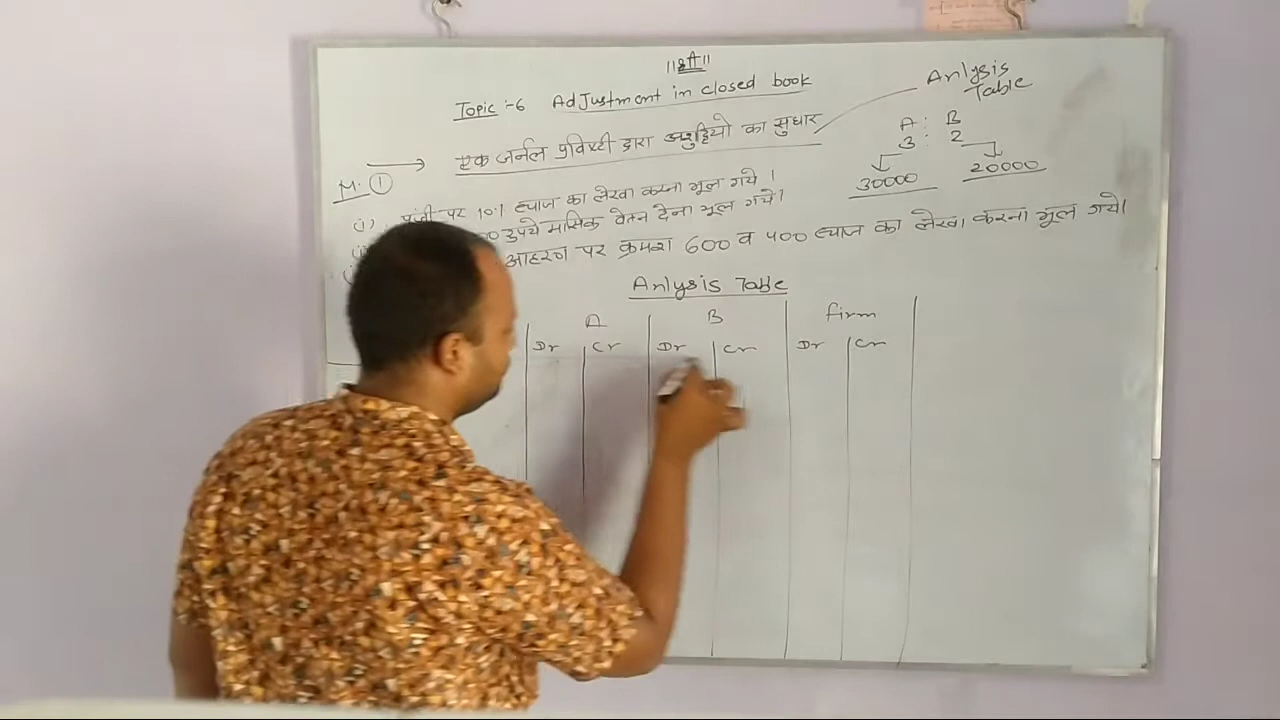 ||श्री||
Topic :- 6 Adjustment in closed book
Anlysis
Table
एक जर्नल प्रविष्टी द्वारा अशुद्धियो का सुधार
A : B
3 : 2
30000 20000
M. ①
(i) पूंजी पर 10% ब्याज का लेखा करना भूल गये ।
रुपये मासिक वेतन देना भूल गये।
आहरण पर क्रमश 600 व 400 ब्याज का लेखा करना भूल गये।
Anlysis Table
A B firm
Dr Cr Dr Cr Dr Cr